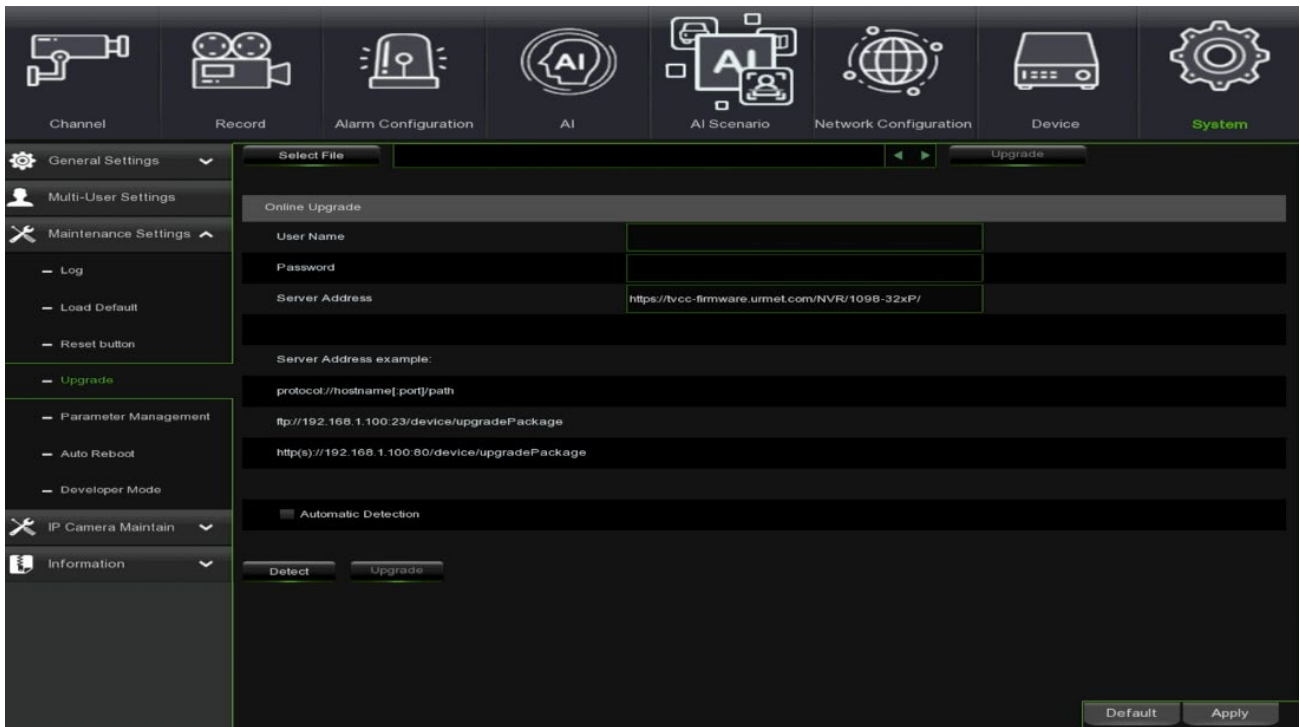 AI
AI
Channel Record Alarm Configuration AI AI Scenario Network Configuration Device System
General Settings
Select File Upgrade
Multi-User Settings
Online Upgrade
Maintenance Settings
User Name
Log
Password
Load Default
Server Address https://tvcc-firmware.urmet.com/NVR/1098-32xP/
Reset button
Server Address example:
Upgrade
protocol://hostname[:port]/path
Parameter Management
ftp://192.168.1.100:23/device/upgradePackage
Auto Reboot
http(s)://192.168.1.100:80/device/upgradePackage
Developer Mode
Automatic Detection
IP Camera Maintain
Information
Detect Upgrade
Default Apply